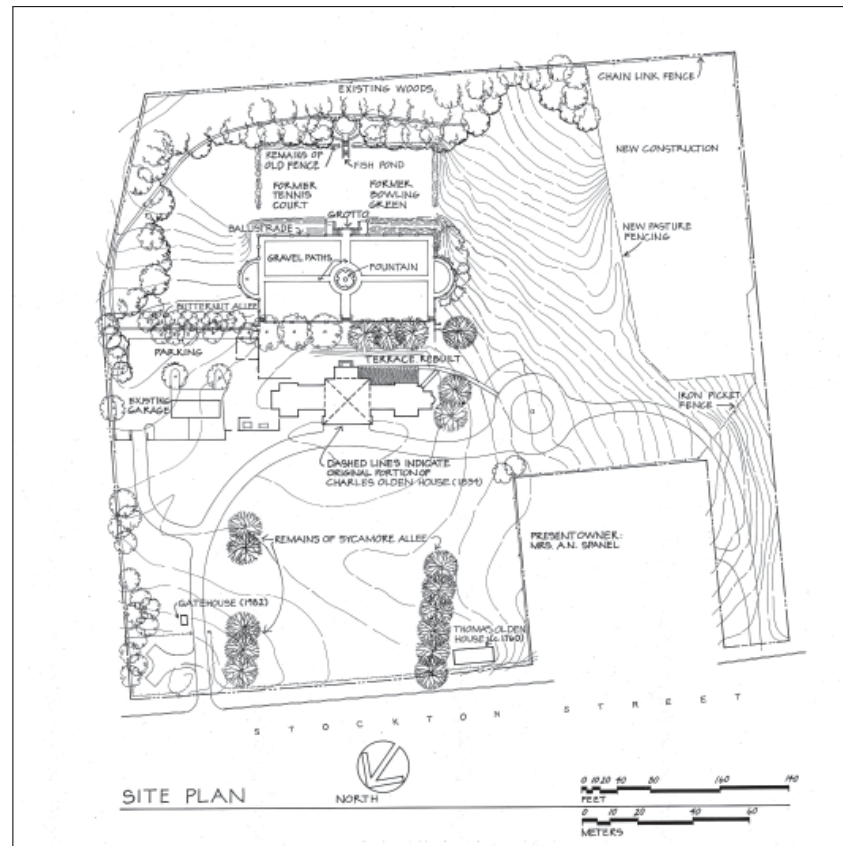 CHAIN LINK FENCE
EXISTING WOODS
NEW CONSTRUCTION
REMAINS OF
OLD FENCE
FISH POND
FORMER
TENNIS
COURT
FORMER
BOWLING
GREEN
GROTTO
BALUSTRADE
NEW PASTURE
FENCING
GRAVEL PATHS
FOUNTAIN
BUTTERNUT ALLEE
PARKING
TERRACE REBUILT
EXISTING
GARAGE
IRON PICKET
FENCE
DASHED LINES INDICATE
ORIGINAL PORTION OF
CHARLES OLDEN HOUSE (1834)
REMAINS OF SYCAMORE ALLEE
PRESENT OWNER:
MRS. A.N. SPANEL
GATEHOUSE (1982)
THOMAS OLDEN
HOUSE (c.1760)
STOCKTON STREET
SITE PLAN
NORTH
0 10 20 40 80 160 240
FEET
0 10 20 40 60
METERS